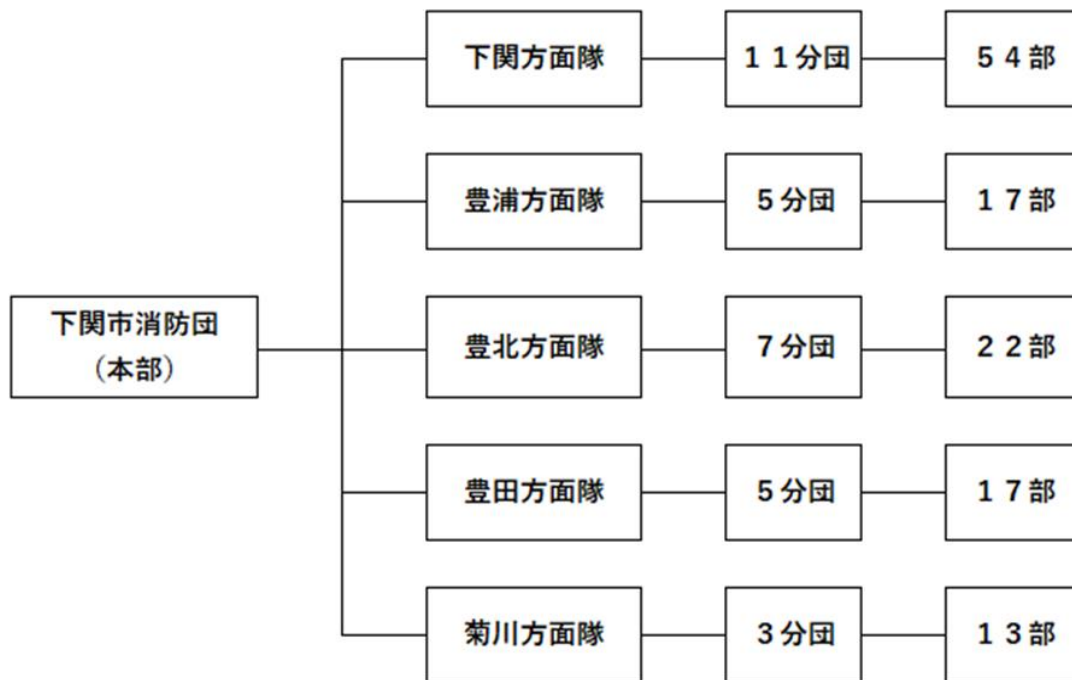 下関方面隊 １１分団 ５４部
豊浦方面隊 ５分団 １７部
下関市消防団
（本部）
豊北方面隊 ７分団 ２２部
豊田方面隊 ５分団 １７部
菊川方面隊 ３分団 １３部